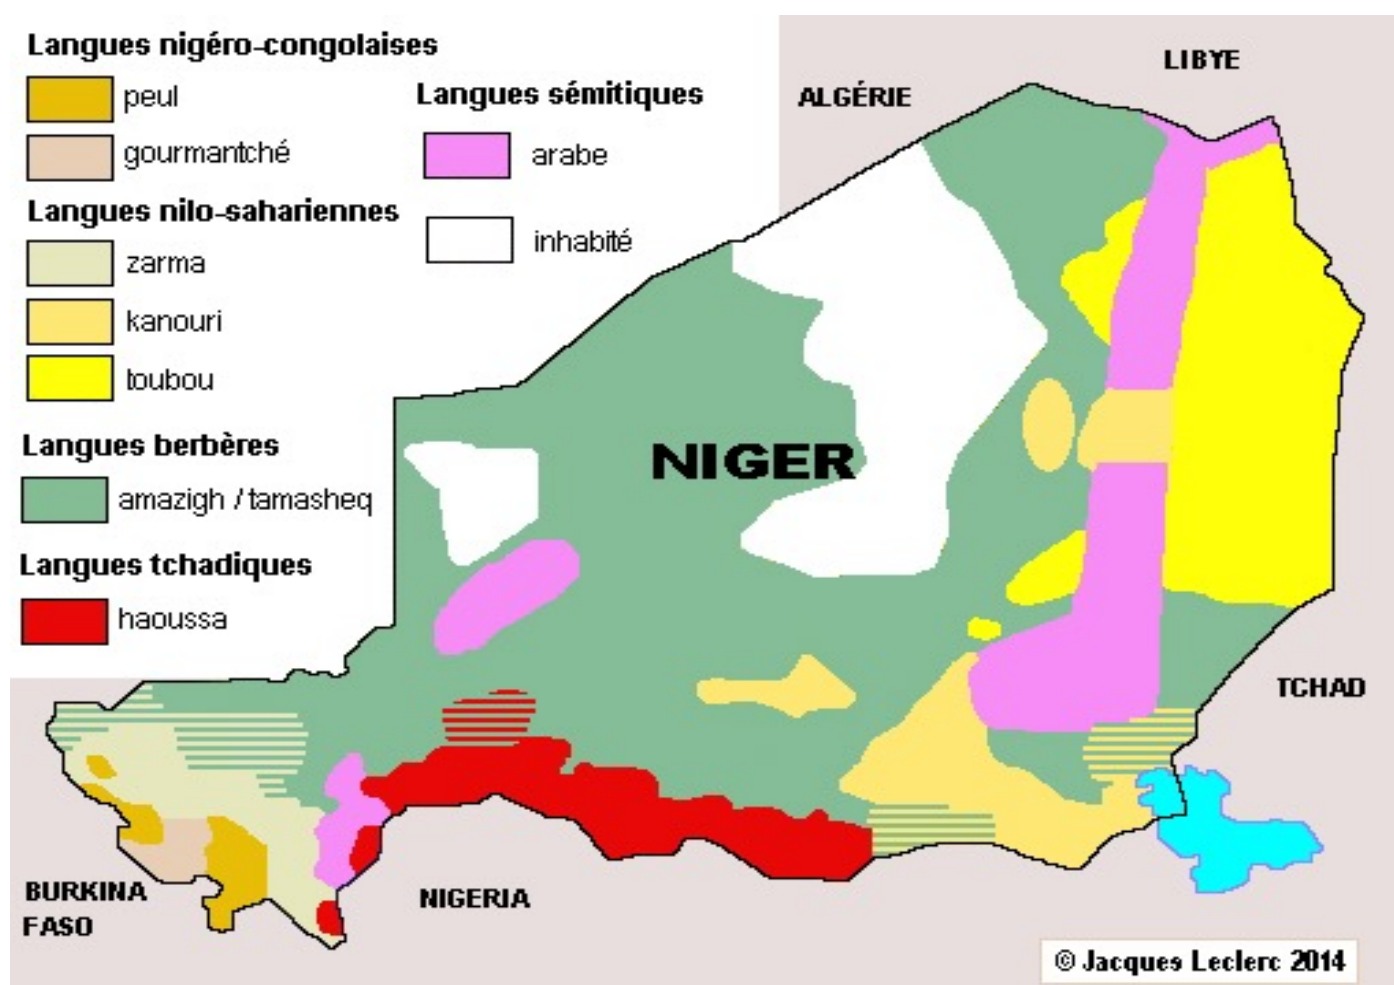 Langues nigéro-congolaises
peul
gourmantché
Langues nilo-sahariennes
zarma
kanouri
toubou
Langues berbères
amazigh / tamasheq
Langues tchadiques
haoussa
Langues sémitiques
arabe
inhabité
ALGÉRIE
LIBYE
NIGER
TCHAD
BURKINA
FASO
NIGERIA
© Jacques Leclerc 2014